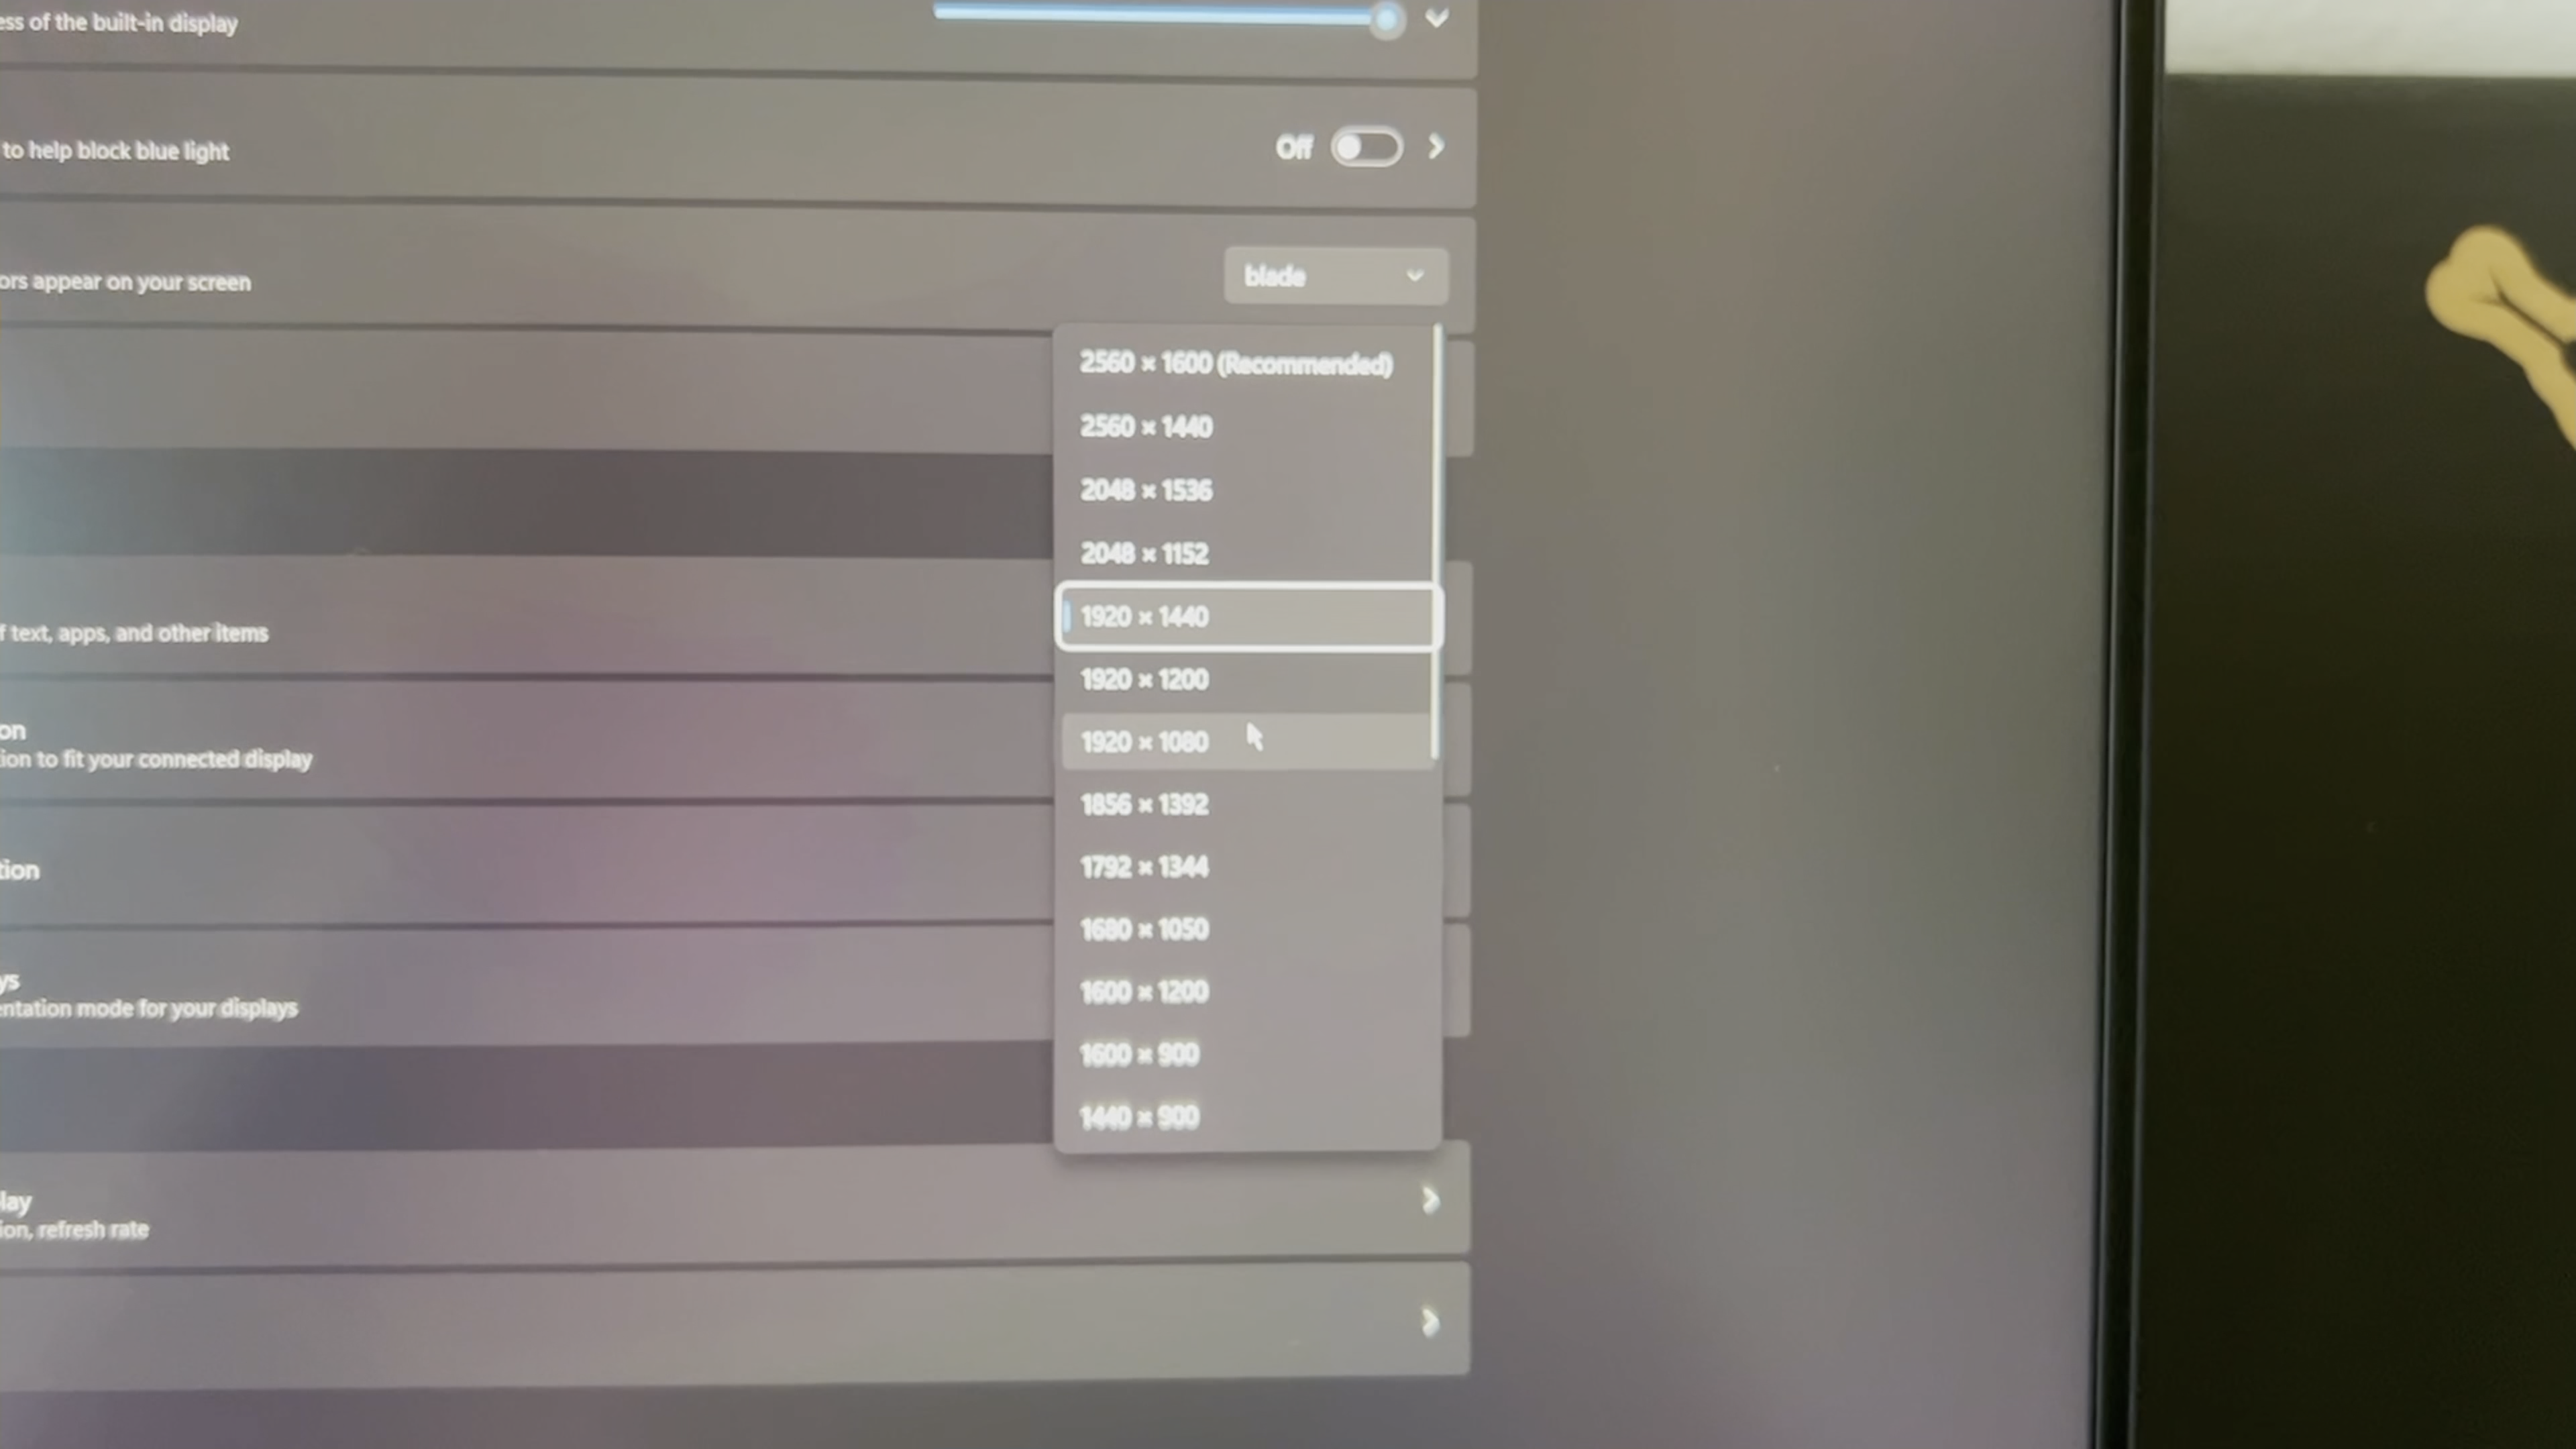 ess of the built-in display
to help block blue light
Off
ors appear on your screen
blade
2560 × 1600 (Recommended)
2560 × 1440
2048 × 1536
2048 × 1152
1920 × 1440
f text, apps, and other items
1920 × 1200
on
1920 × 1080
ion to fit your connected display
1856 × 1392
tion
1792 × 1344
1680 × 1050
ys
1600 × 1200
entation mode for your displays
1600 × 900
1440 × 900
lay
ion, refresh rate